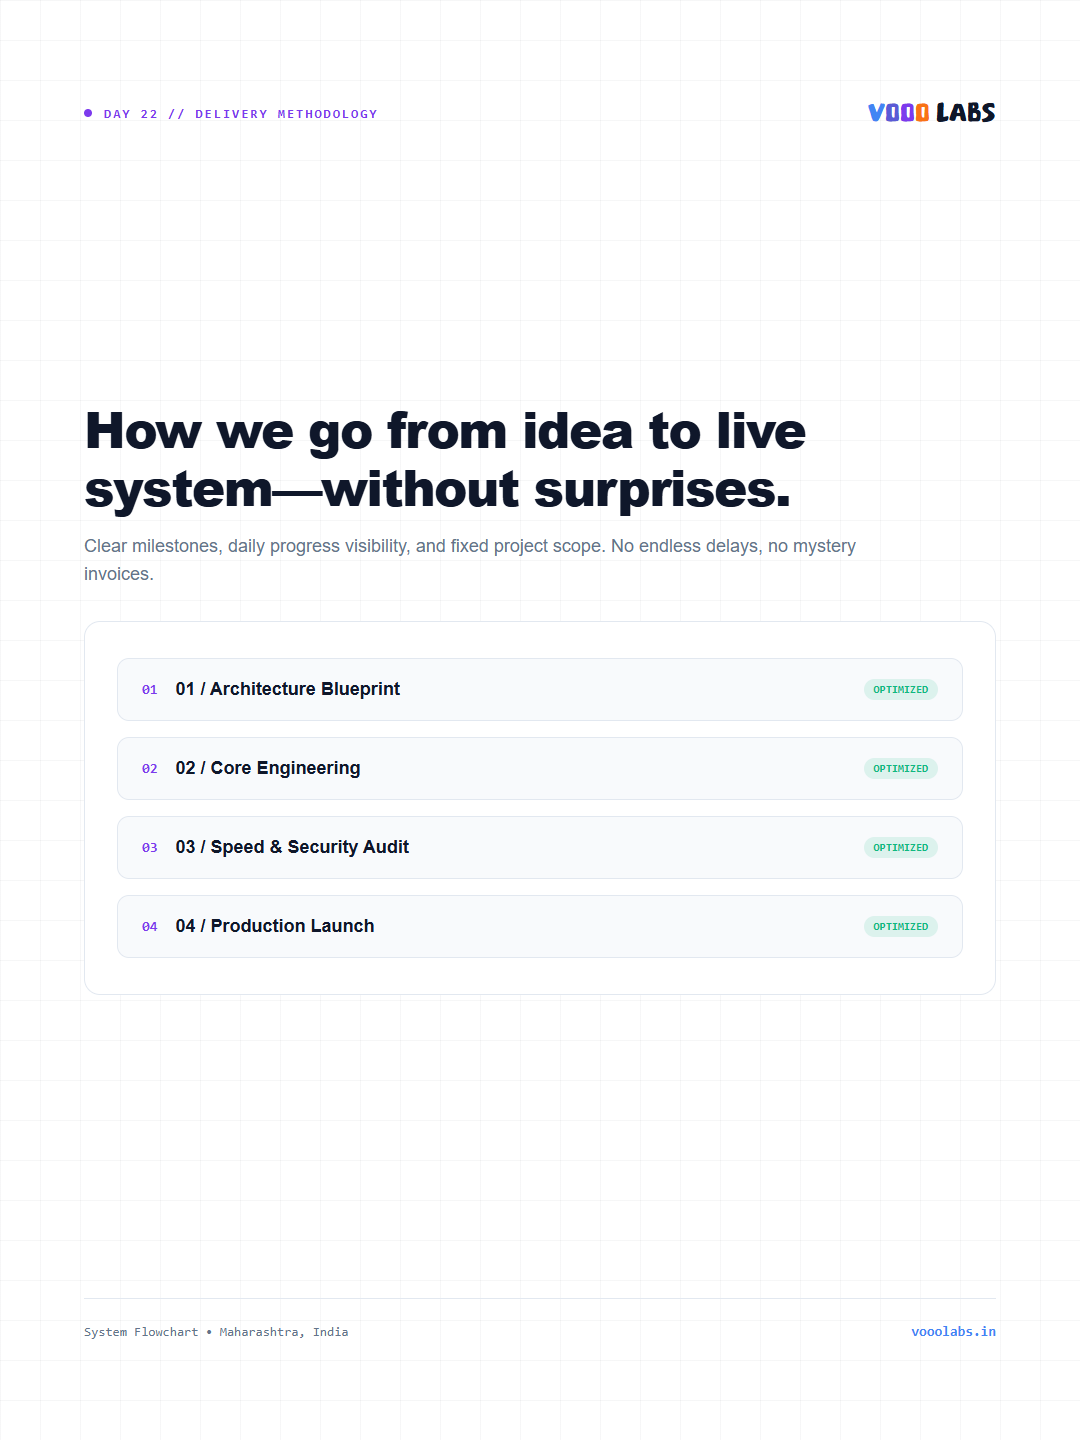 DAY 22 // DELIVERY METHODOLOGY
VOOO LABS
How we go from idea to live
system—without surprises.
Clear milestones, daily progress visibility, and fixed project scope. No endless delays, no mystery
invoices.
01 01 / Architecture Blueprint OPTIMIZED
02 02 / Core Engineering OPTIMIZED
03 03 / Speed & Security Audit OPTIMIZED
04 04 / Production Launch OPTIMIZED
System Flowchart • Maharashtra, India
vooolabs.in